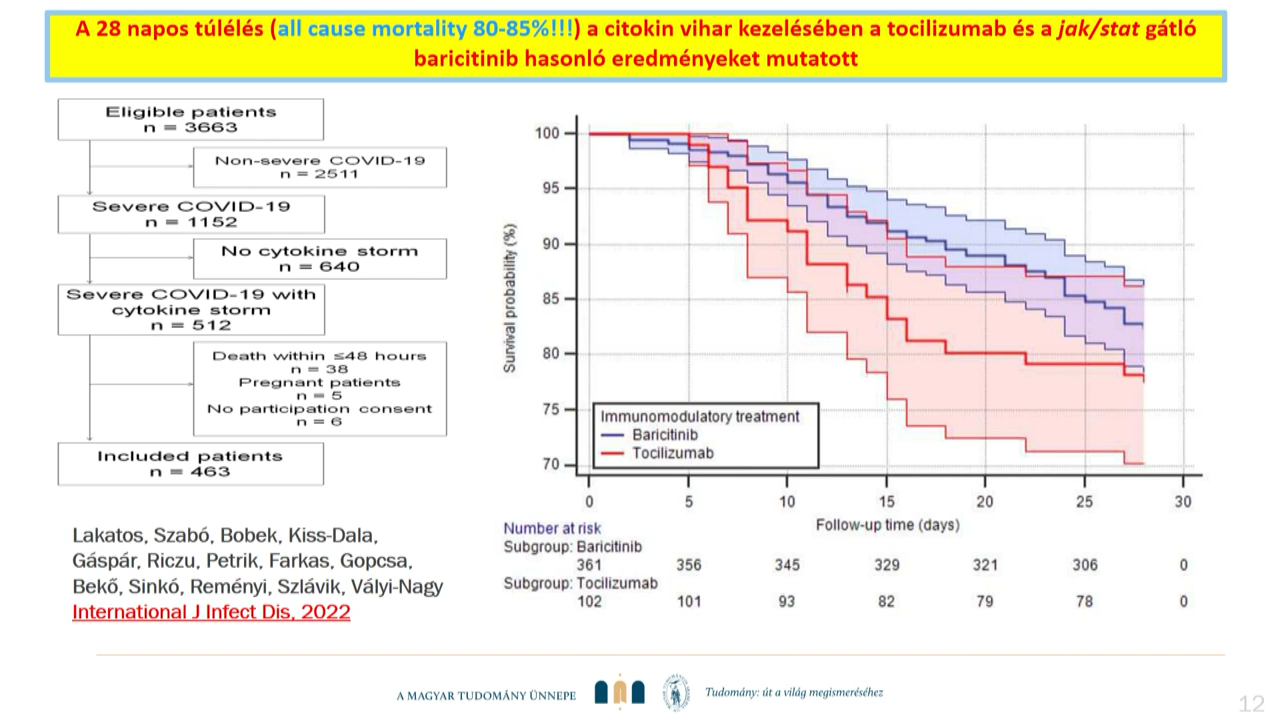 A 28 napos túlélés (all cause mortality 80-85%!!!) a citokin vihar kezelésében a tocilizumab és a jak/stat gátló
baricitinib hasonló eredményeket mutatott
Eligible patients
n = 3663
Non-severe COVID-19
n = 2511
Severe COVID-19
n = 1152
No cytokine storm
n = 640
Severe COVID-19 with
cytokine storm
n = 512
Death within ≤48 hours
n = 38
Pregnant patients
n = 5
No participation consent
n = 6
Included patients
n = 463
Lakatos, Szabó, Bobek, Kiss-Dala,
Gáspár, Riczu, Petrik, Farkas, Gopcsa,
Bekő, Sinkó, Reményi, Szlávik, Vályi-Nagy
International J Infect Dis, 2022
Survival probability (%)
100
95
90
85
80
75
70
Immunomodulatory treatment
Baricitinib
Tocilizumab
0 5 10 15 20 25 30
Follow-up time (days)
Number at risk
Subgroup: Baricitinib
361 356 345 329 321 306 0
Subgroup: Tocilizumab
102 101 93 82 79 78 0
A MAGYAR TUDOMÁNY ÜNNEPE
Tudomány: út a világ megismeréséhez
12